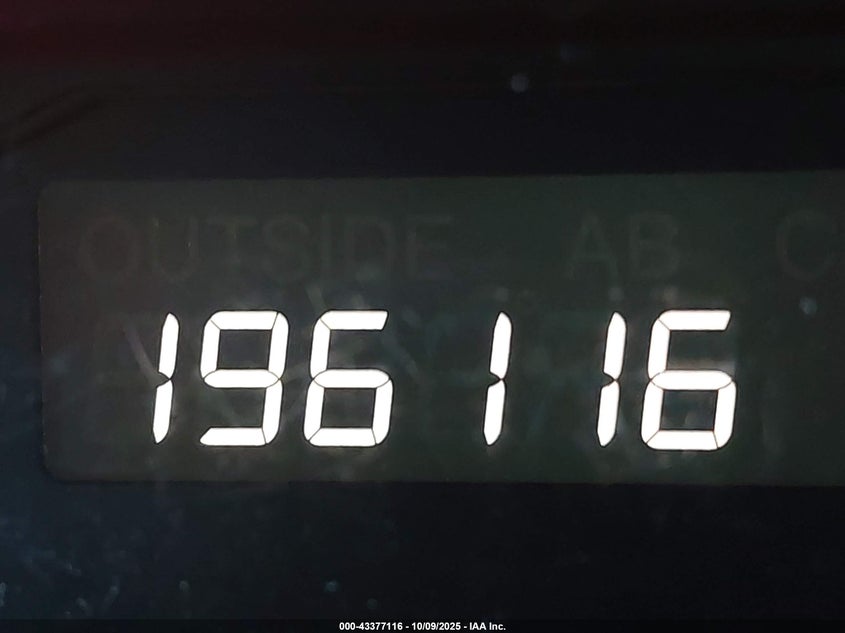 OUTSIDE AB C
196116
000-43377116 - 10/09/2025 - IAA Inc.